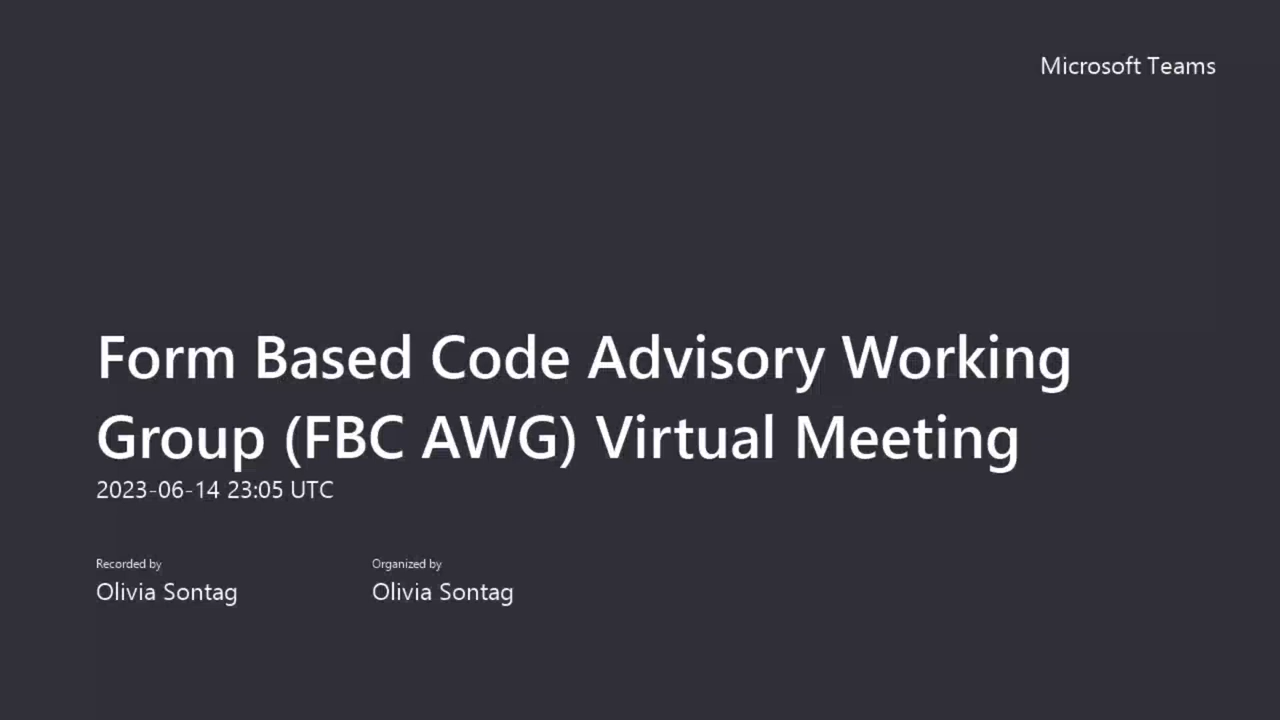 Microsoft Teams
Form Based Code Advisory Working
Group (FBC AWG) Virtual Meeting
2023-06-14 23:05 UTC
Recorded by
Organized by
Olivia Sontag
Olivia Sontag